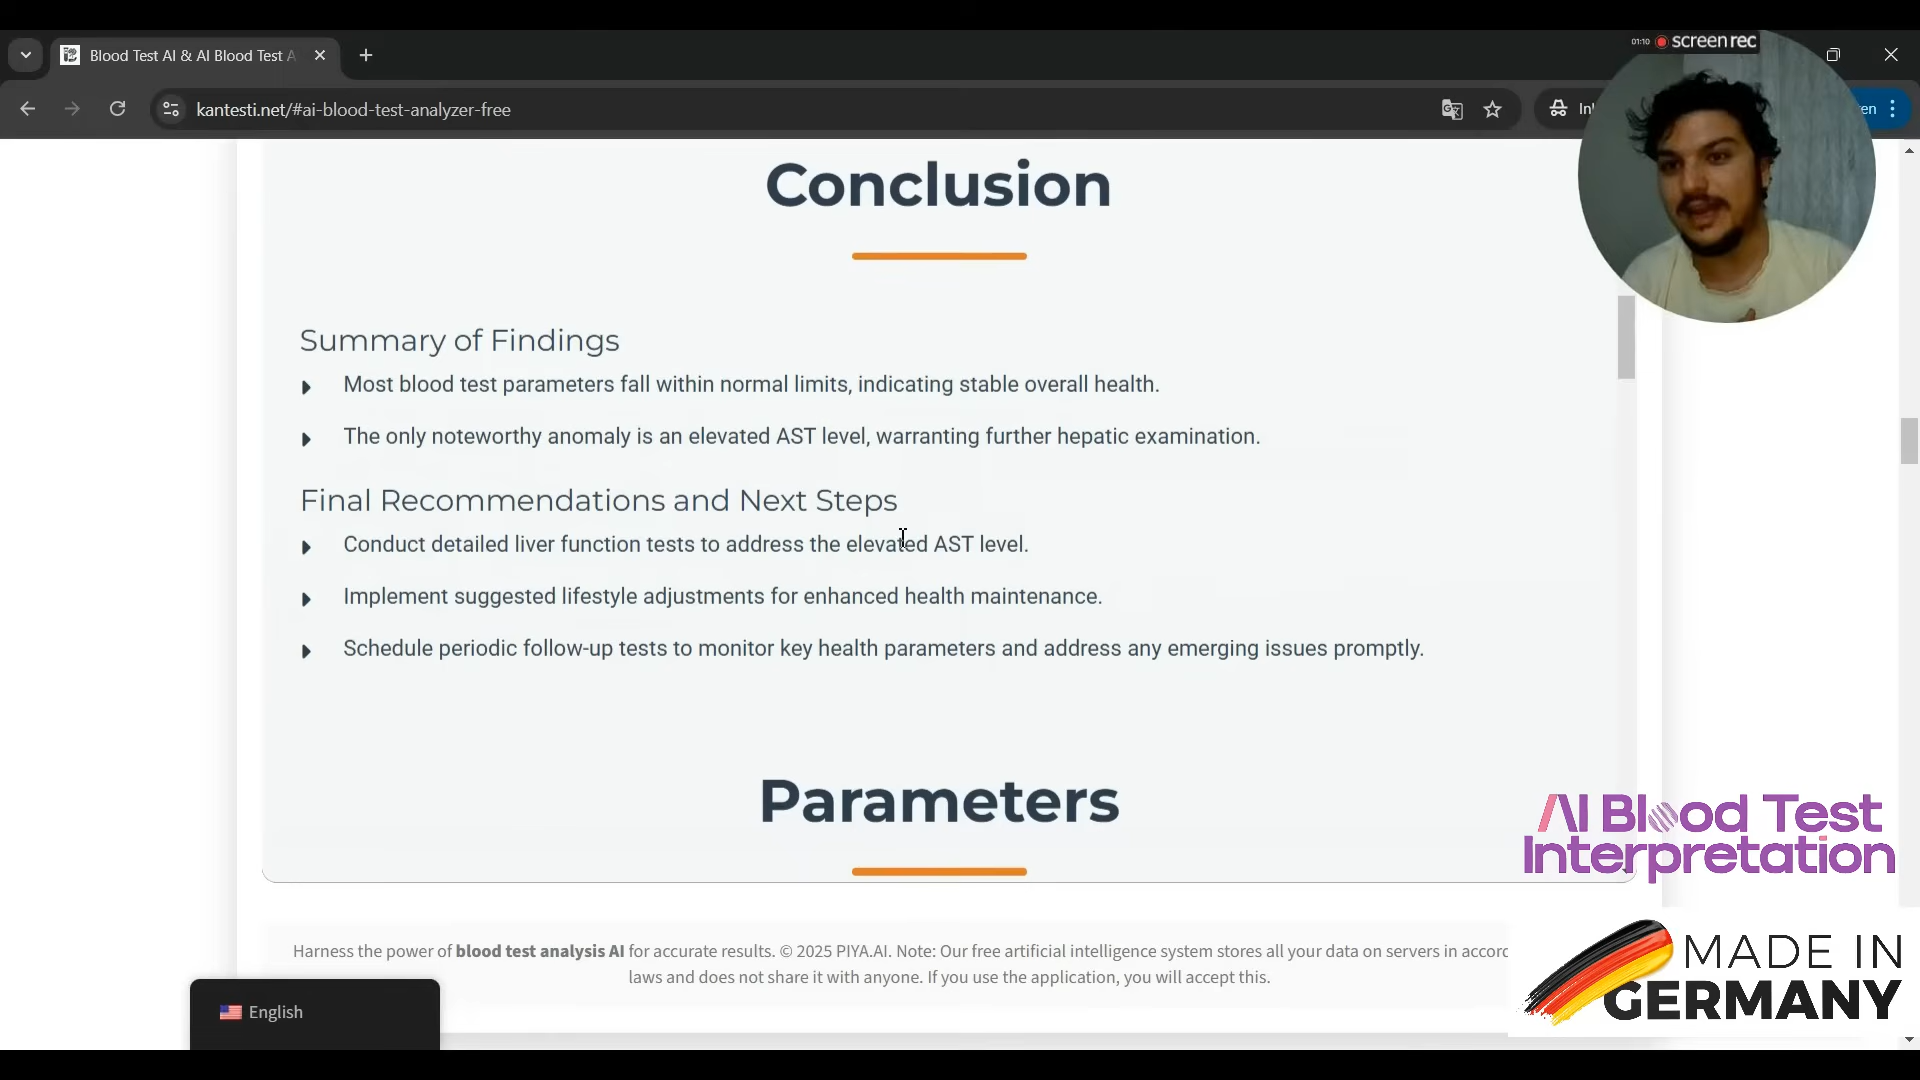 Blood Test AI & AI Blood Test A
01:10 screen rec
kantesti.net/#ai-blood-test-analyzer-free
Conclusion
Summary of Findings
Most blood test parameters fall within normal limits, indicating stable overall health.
The only noteworthy anomaly is an elevated AST level, warranting further hepatic examination.
Final Recommendations and Next Steps
Conduct detailed liver function tests to address the elevated AST level.
Implement suggested lifestyle adjustments for enhanced health maintenance.
Schedule periodic follow-up tests to monitor key health parameters and address any emerging issues promptly.
Parameters
AI Blood Test
Interpretation
Harness the power of blood test analysis AI for accurate results. © 2025 PIYA.AI. Note: Our free artificial intelligence system stores all your data on servers in accord
laws and does not share it with anyone. If you use the application, you will accept this.
MADE IN
GERMANY
English